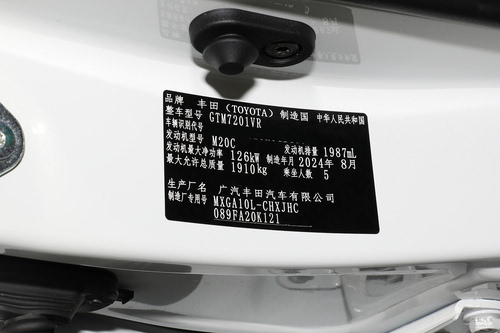 品牌 丰田（TOYOTA） 制造国 中华人民共和国
整车型号 GTM7201VR
车辆识别代号
发动机型号 M20C 发动机排量 1987mL
发动机最大净功率 126kW 制造年月 2024年 8月
最大允许总质量 1910kg 乘坐人数 5
生产厂名 广汽丰田汽车有限公司
制造厂专用号 MXGA10L-CHXJHC
089FA20K121